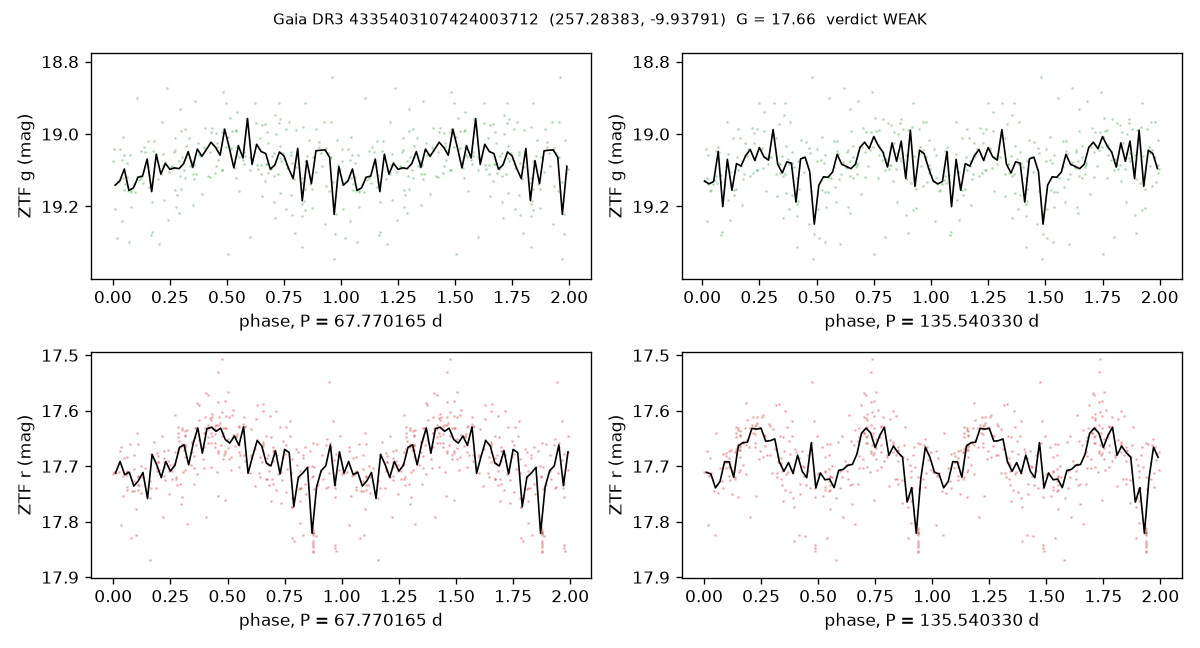 Gaia DR3 4335403107424003712 (257.28383, -9.93791) G = 17.66 verdict WEAK
18.8
19.0
19.2
ZTF g (mag)
0.00 0.25 0.50 0.75 1.00 1.25 1.50 1.75 2.00
phase, P = 67.770165 d
18.8
19.0
19.2
ZTF g (mag)
0.00 0.25 0.50 0.75 1.00 1.25 1.50 1.75 2.00
phase, P = 135.540330 d
17.5
17.6
17.7
17.8
17.9
ZTF r (mag)
0.00 0.25 0.50 0.75 1.00 1.25 1.50 1.75 2.00
phase, P = 67.770165 d
17.5
17.6
17.7
17.8
17.9
ZTF r (mag)
0.00 0.25 0.50 0.75 1.00 1.25 1.50 1.75 2.00
phase, P = 135.540330 d